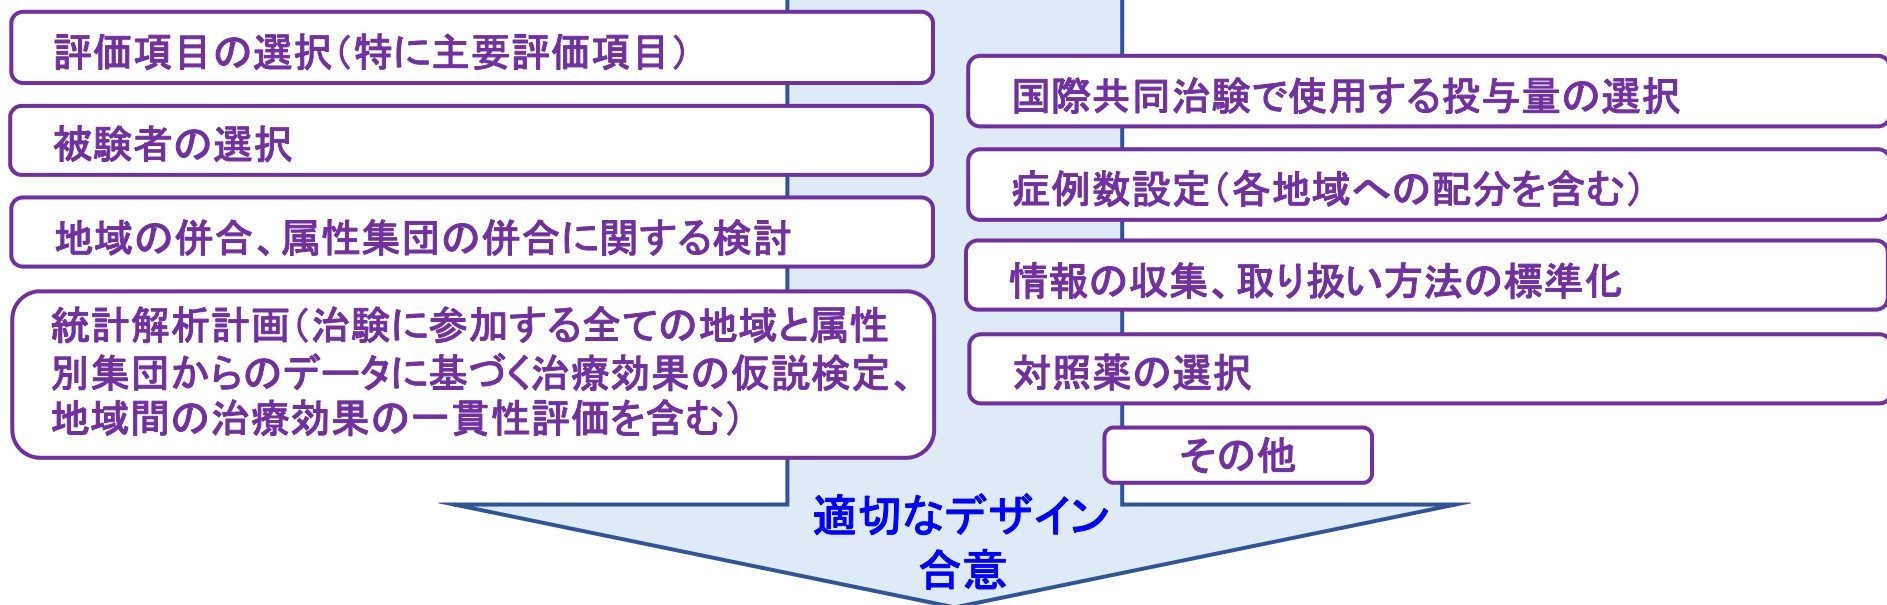 評価項目の選択（特に主要評価項目）
被験者の選択
地域の併合、属性集団の併合に関する検討
統計解析計画（治験に参加する全ての地域と属性
別集団からのデータに基づく治療効果の仮説検定、
地域間の治療効果の一貫性評価を含む）
国際共同治験で使用する投与量の選択
症例数設定（各地域への配分を含む）
情報の収集、取り扱い方法の標準化
対照薬の選択
その他
適切なデザイン
合意